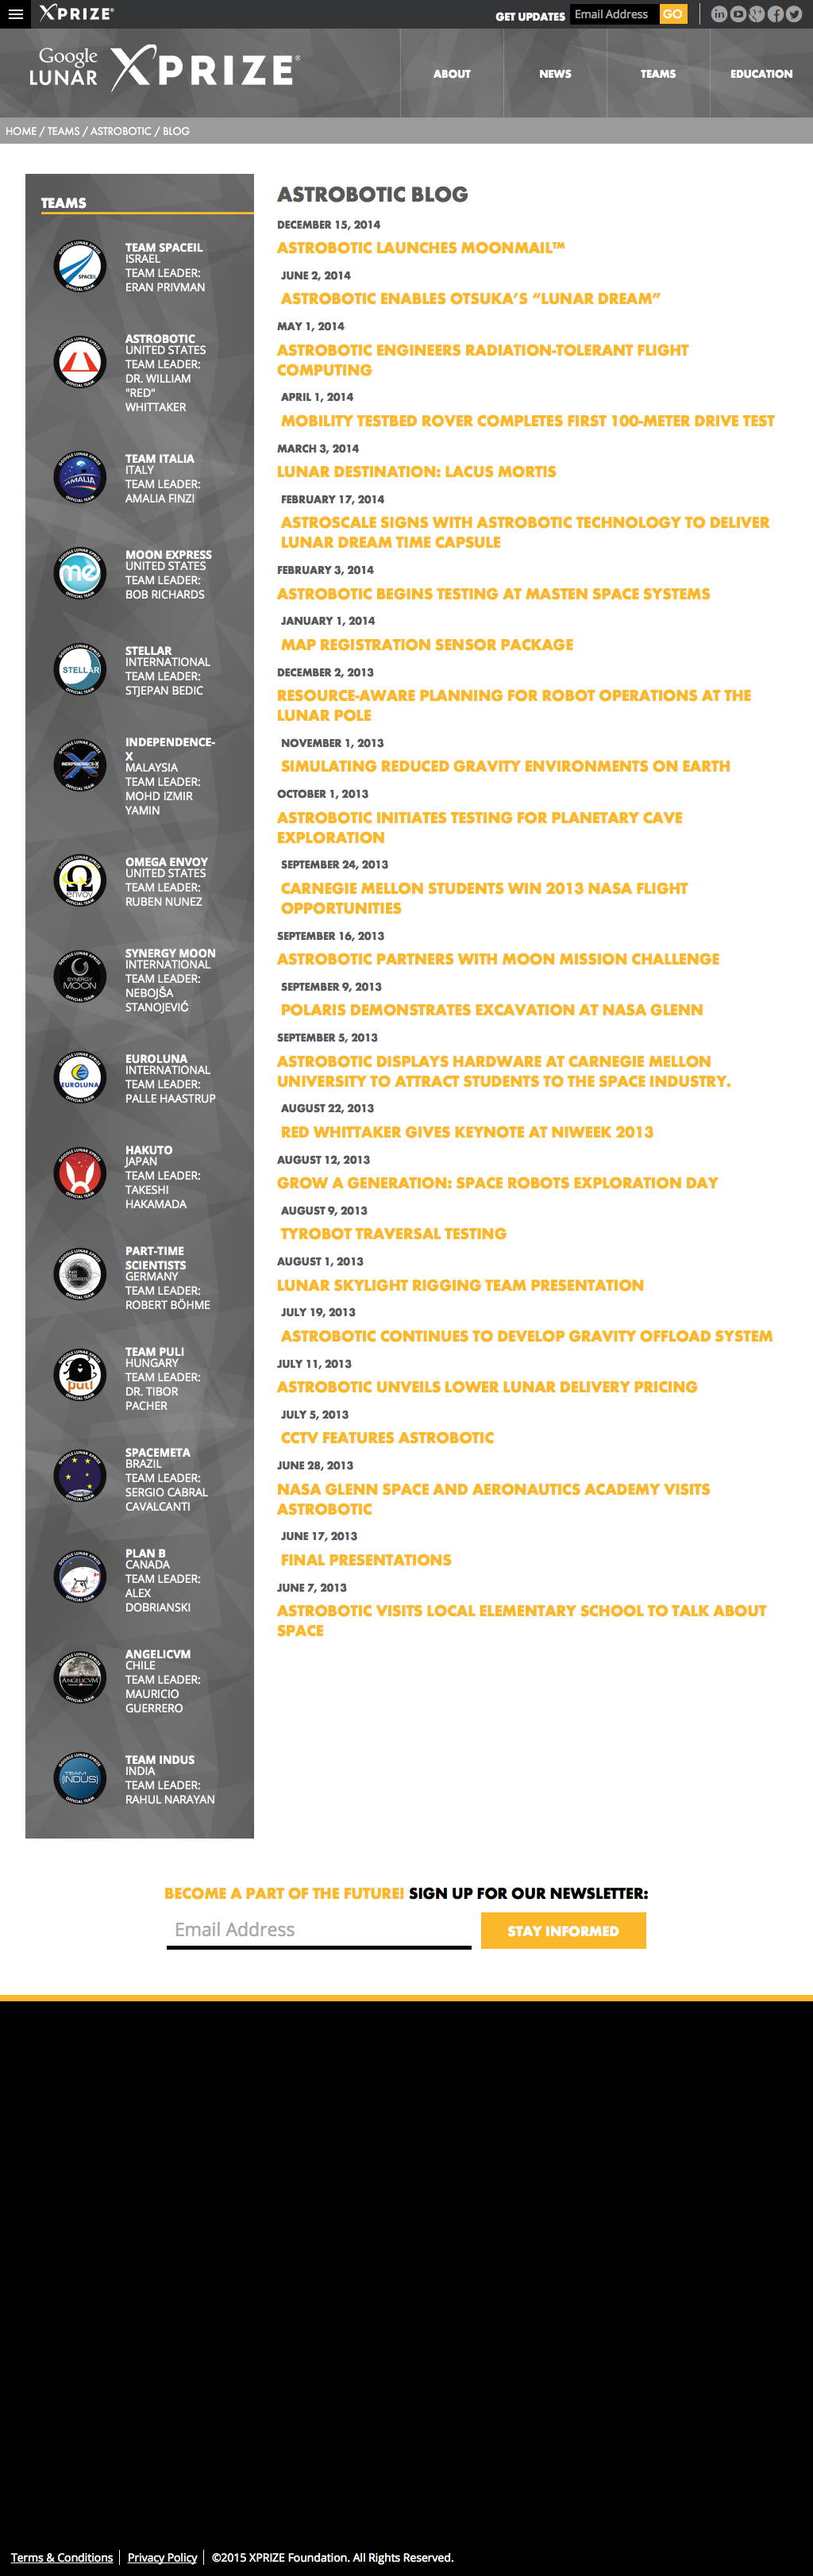 XPRIZE®
GET UPDATES Email Address GO
Google
LUNAR XPRIZE®
ABOUT NEWS TEAMS EDUCATION
HOME / TEAMS / ASTROBOTIC / BLOG
TEAMS
TEAM SPACEIL
ISRAEL
TEAM LEADER:
ERAN PRIVMAN
ASTROBOTIC
UNITED STATES
TEAM LEADER:
DR. WILLIAM
"RED"
WHITTAKER
TEAM ITALIA
ITALY
TEAM LEADER:
AMALIA FINZI
MOON EXPRESS
UNITED STATES
TEAM LEADER:
BOB RICHARDS
STELLAR
INTERNATIONAL
TEAM LEADER:
STJEPAN BEDIC
INDEPENDENCE-
X
MALAYSIA
TEAM LEADER:
MOHD IZMIR
YAMIN
OMEGA ENVOY
UNITED STATES
TEAM LEADER:
RUBEN NUNEZ
SYNERGY MOON
INTERNATIONAL
TEAM LEADER:
NEBOJŠA
STANOJEVIĆ
EUROLUNA
INTERNATIONAL
TEAM LEADER:
PALLE HAASTRUP
HAKUTO
JAPAN
TEAM LEADER:
TAKESHI
HAKAMADA
PART-TIME
SCIENTISTS
GERMANY
TEAM LEADER:
ROBERT BÖHME
TEAM PULI
HUNGARY
TEAM LEADER:
DR. TIBOR
PACHER
SPACEMETA
BRAZIL
TEAM LEADER:
SERGIO CABRAL
CAVALCANTI
PLAN B
CANADA
TEAM LEADER:
ALEX
DOBRIANSKI
ANGELICVM
CHILE
TEAM LEADER:
MAURICIO
GUERRERO
TEAM INDUS
INDIA
TEAM LEADER:
RAHUL NARAYAN
ASTROBOTIC BLOG
DECEMBER 15, 2014
ASTROBOTIC LAUNCHES MOONMAIL™
JUNE 2, 2014
ASTROBOTIC ENABLES OTSUKA’S “LUNAR DREAM”
MAY 1, 2014
ASTROBOTIC ENGINEERS RADIATION-TOLERANT FLIGHT
COMPUTING
APRIL 1, 2014
MOBILITY TESTBED ROVER COMPLETES FIRST 100-METER DRIVE TEST
MARCH 3, 2014
LUNAR DESTINATION: LACUS MORTIS
FEBRUARY 17, 2014
ASTROSCALE SIGNS WITH ASTROBOTIC TECHNOLOGY TO DELIVER
LUNAR DREAM TIME CAPSULE
FEBRUARY 3, 2014
ASTROBOTIC BEGINS TESTING AT MASTEN SPACE SYSTEMS
JANUARY 1, 2014
MAP REGISTRATION SENSOR PACKAGE
DECEMBER 2, 2013
RESOURCE-AWARE PLANNING FOR ROBOT OPERATIONS AT THE
LUNAR POLE
NOVEMBER 1, 2013
SIMULATING REDUCED GRAVITY ENVIRONMENTS ON EARTH
OCTOBER 1, 2013
ASTROBOTIC INITIATES TESTING FOR PLANETARY CAVE
EXPLORATION
SEPTEMBER 24, 2013
CARNEGIE MELLON STUDENTS WIN 2013 NASA FLIGHT
OPPORTUNITIES
SEPTEMBER 16, 2013
ASTROBOTIC PARTNERS WITH MOON MISSION CHALLENGE
SEPTEMBER 9, 2013
POLARIS DEMONSTRATES EXCAVATION AT NASA GLENN
SEPTEMBER 5, 2013
ASTROBOTIC DISPLAYS HARDWARE AT CARNEGIE MELLON
UNIVERSITY TO ATTRACT STUDENTS TO THE SPACE INDUSTRY.
AUGUST 22, 2013
RED WHITTAKER GIVES KEYNOTE AT NIWEEK 2013
AUGUST 12, 2013
GROW A GENERATION: SPACE ROBOTS EXPLORATION DAY
AUGUST 9, 2013
TYROBOT TRAVERSAL TESTING
AUGUST 1, 2013
LUNAR SKYLIGHT RIGGING TEAM PRESENTATION
JULY 19, 2013
ASTROBOTIC CONTINUES TO DEVELOP GRAVITY OFFLOAD SYSTEM
JULY 11, 2013
ASTROBOTIC UNVEILS LOWER LUNAR DELIVERY PRICING
JULY 5, 2013
CCTV FEATURES ASTROBOTIC
JUNE 28, 2013
NASA GLENN SPACE AND AERONAUTICS ACADEMY VISITS
ASTROBOTIC
JUNE 17, 2013
FINAL PRESENTATIONS
JUNE 7, 2013
ASTROBOTIC VISITS LOCAL ELEMENTARY SCHOOL TO TALK ABOUT
SPACE
BECOME A PART OF THE FUTURE! SIGN UP FOR OUR NEWSLETTER:
Email Address STAY INFORMED
Terms & Conditions Privacy Policy ©2015 XPRIZE Foundation. All Rights Reserved.